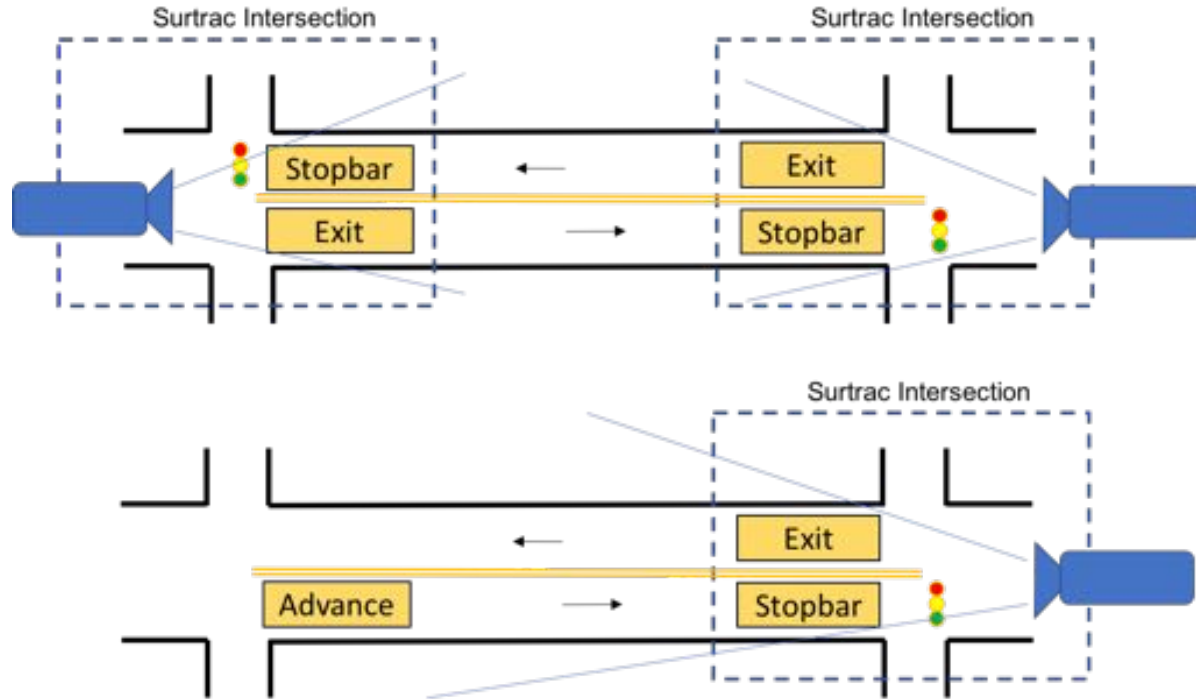 Surtrac Intersection
Surtrac Intersection
Stopbar
Exit
Exit
Stopbar
Surtrac Intersection
Exit
Advance
Stopbar